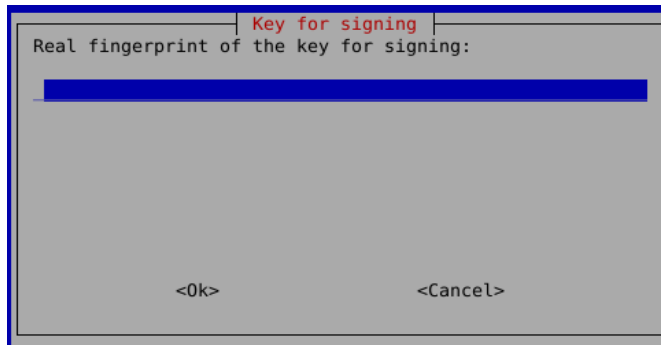 Key for signing
Real fingerprint of the key for signing:
<Ok> <Cancel>